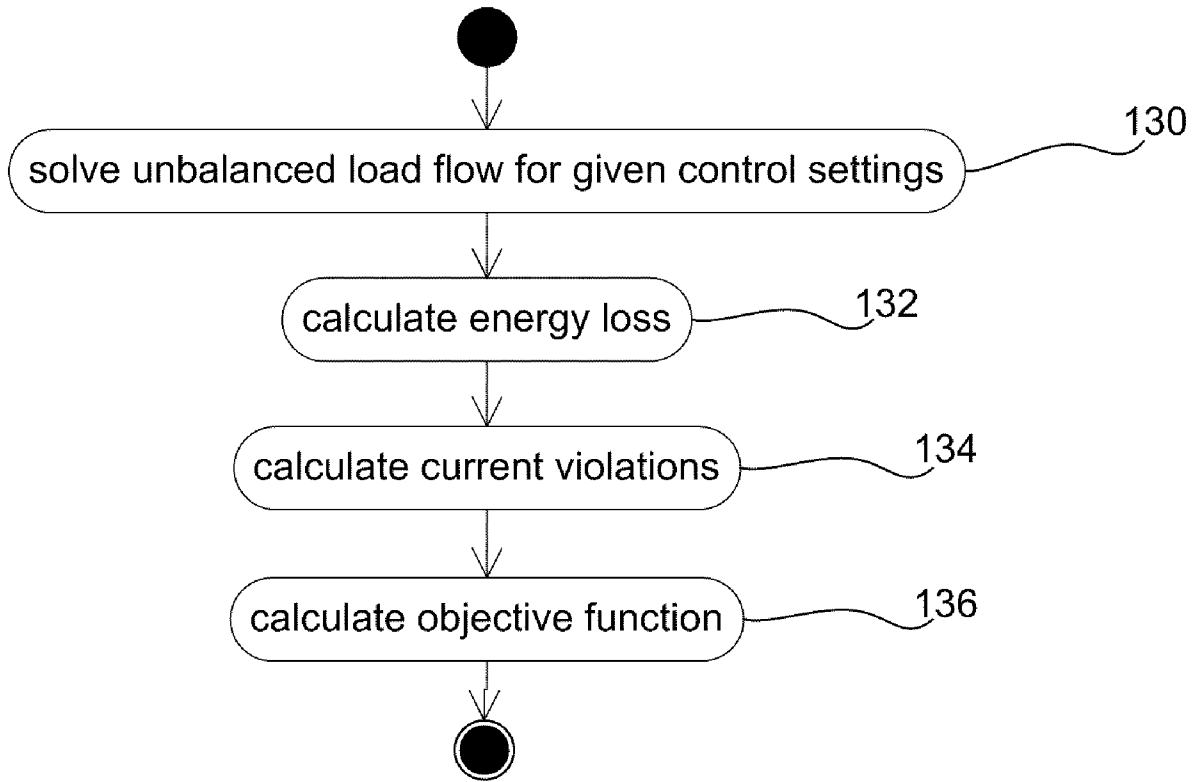 130
solve unbalanced load flow for given control settings
132
calculate energy loss
134
calculate current violations
136
calculate objective function